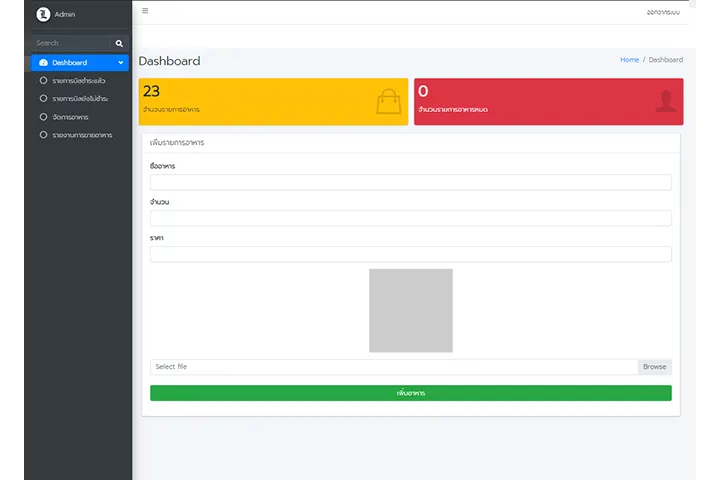 Admin
ออกจากระบบ
Search
Dashboard
รายการบิลชำระแล้ว
รายการบิลยังไม่ชำระ
จัดการอาหาร
รายงานการขายอาหาร
Dashboard
Home / Dashboard
23
จำนวนรายการอาหาร
0
จำนวนรายการอาหารหมด
เพิ่มรายการอาหาร
ชื่ออาหาร
จำนวน
ราคา
Select file
Browse
เพิ่มอาหาร